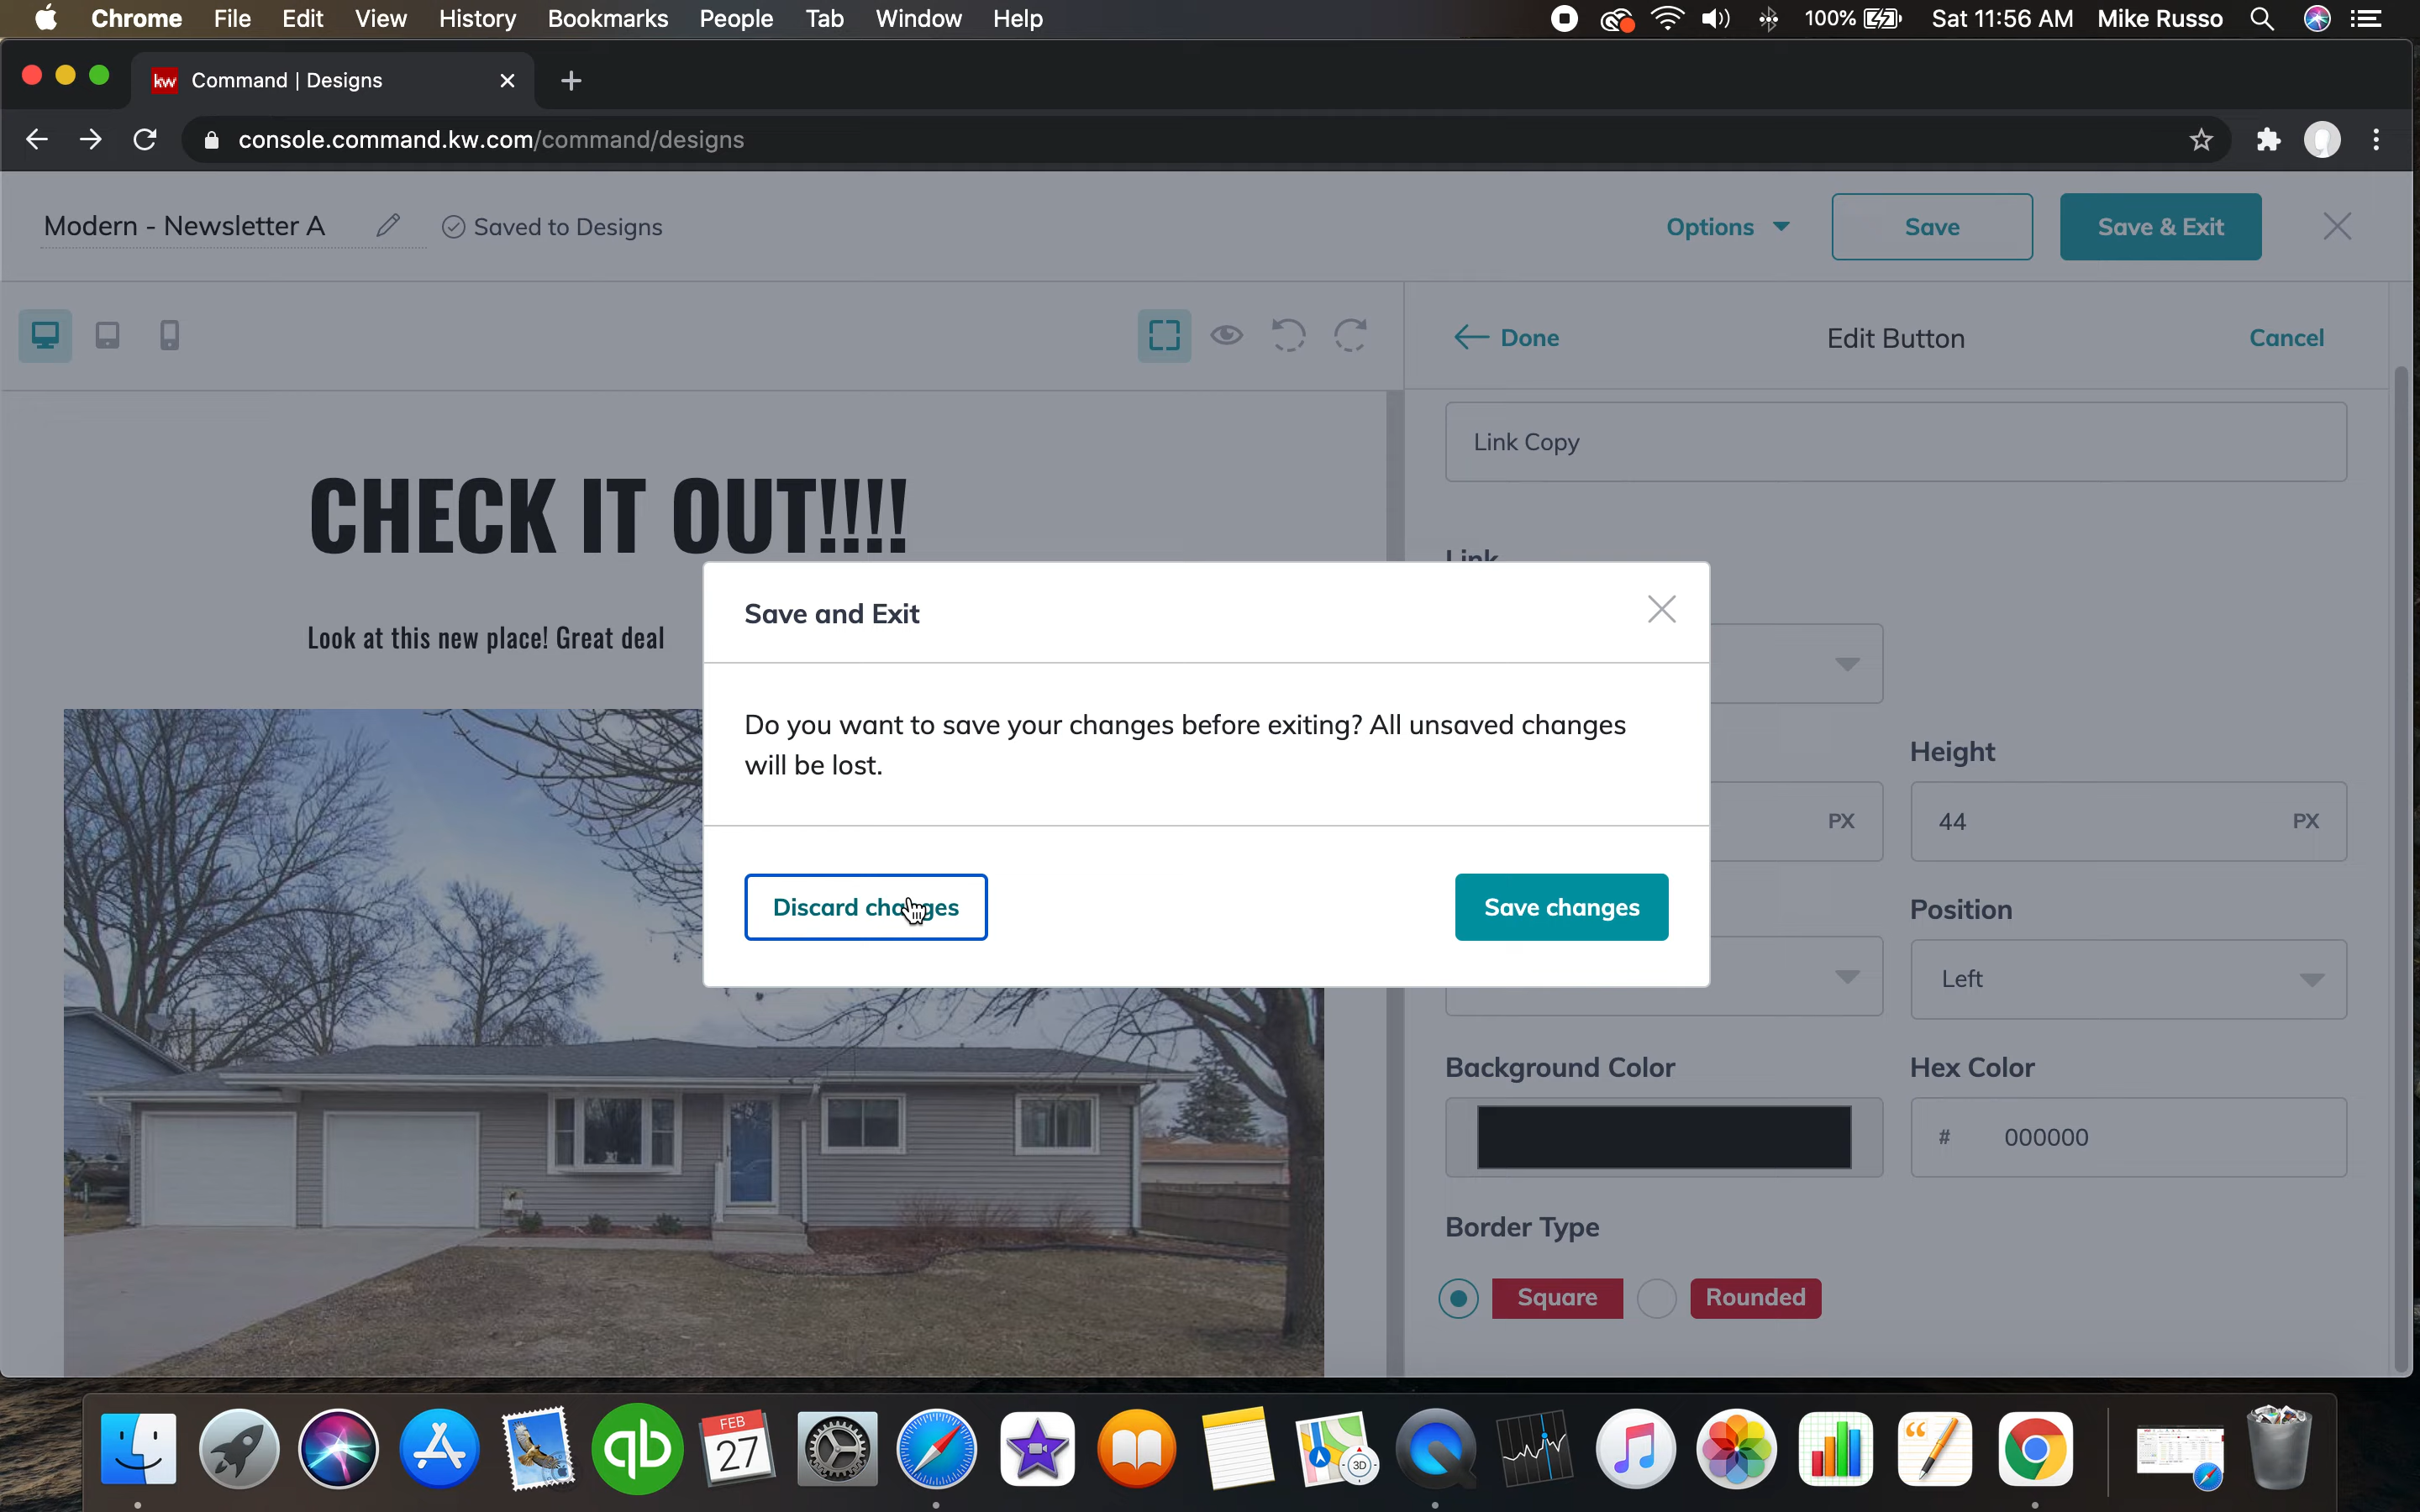 Chrome File Edit View History Bookmarks People Tab Window Help 100% Sat 11:56 AM Mike Russo
kw Command | Designs
console.command.kw.com/command/designs
Modern - Newsletter A Saved to Designs Options Save Save & Exit
Done Edit Button Cancel
Link Copy
CHECK IT OUT!!!!
Link
Look at this new place! Great deal
Save and Exit
Do you want to save your changes before exiting? All unsaved changes
will be lost.
Discard changes Save changes
Height
PX 44 PX
Position
Left
Background Color Hex Color
# 000000
Border Type
Square Rounded
FEB
27
qb
3D